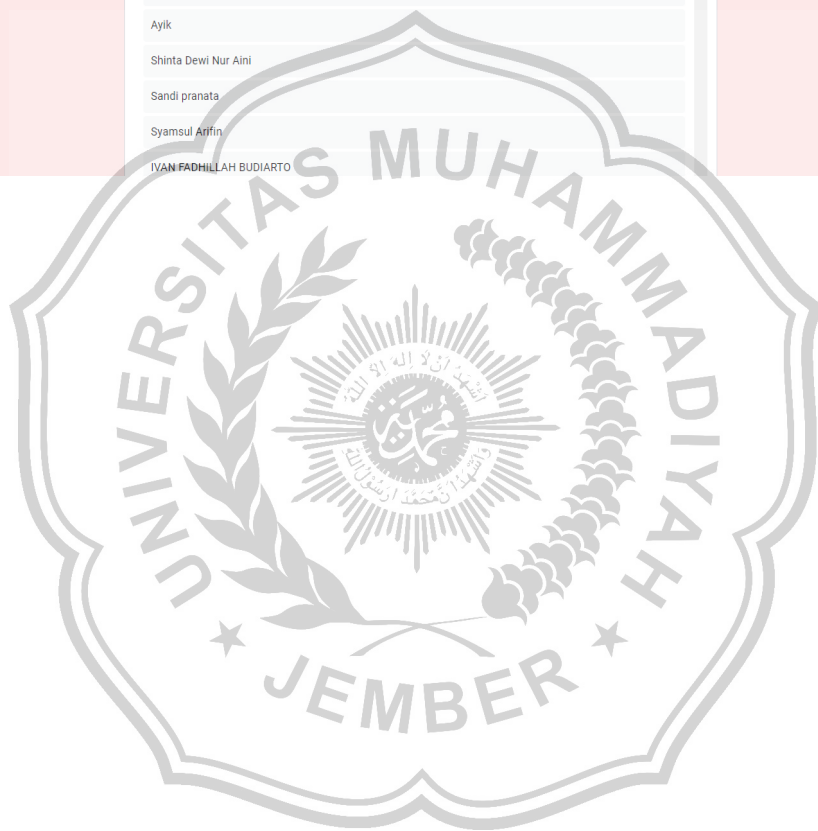 Ayik
Shinta Dewi Nur Aini
Sandi pranata
Syamsul Arifin
IVAN FADHILLAH BUDIARTO
UNIVERSITAS MUHAMMADIYAH
JEMBER